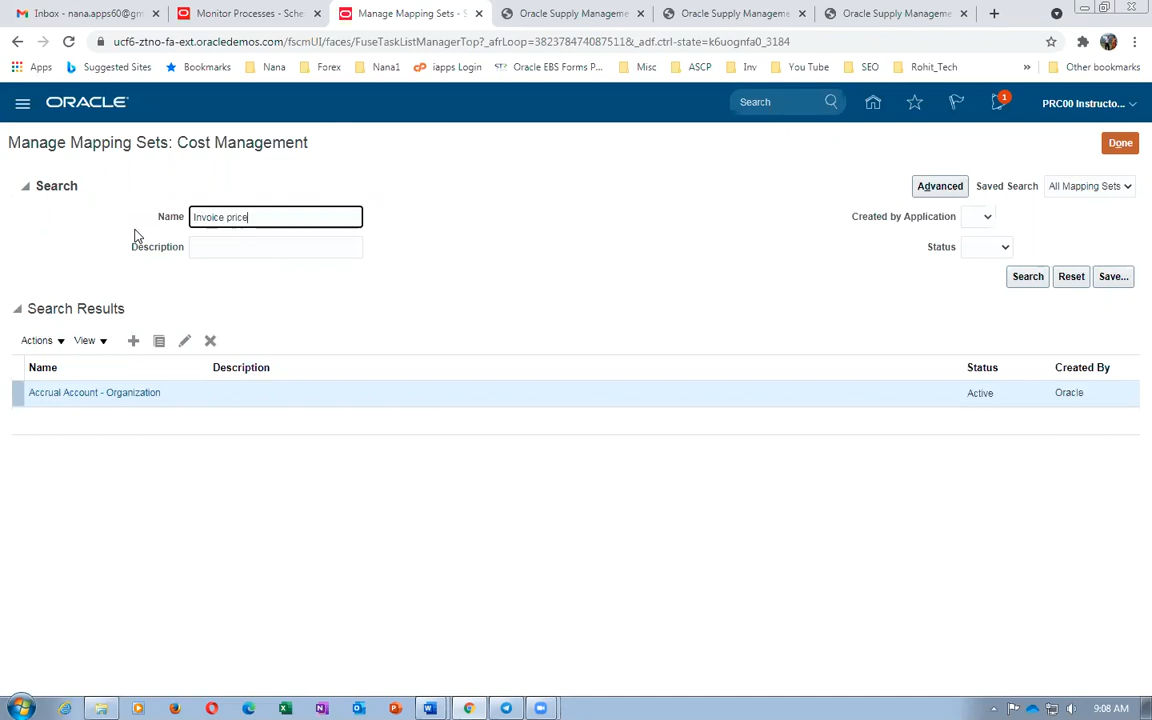 Inbox - nana.apps60@gm
Monitor Processes - Sche
Manage Mapping Sets - S
Oracle Supply Manageme
Oracle Supply Manageme
Oracle Supply Manageme
ucf6-ztno-fa-ext.oracledemos.com/fscmUI/faces/FuseTaskListManagerTop?_afrLoop=382378474087511&_adf.ctrl-state=k6uognfa0_3184
Apps Suggested Sites Bookmarks Nana Forex Nana1 iapps Login Oracle EBS Forms P... Misc ASCP Inv You Tube SEO Rohit_Tech » Other bookmarks
ORACLE Search 1 PRC00 Instructo...
Manage Mapping Sets: Cost Management Done
Search Advanced Saved Search All Mapping Sets
Name Invoice price Created by Application
Description Status
Search Reset Save...
Search Results
Actions View
Name Description Status Created By
Accrual Account - Organization Active Oracle
9:08 AM